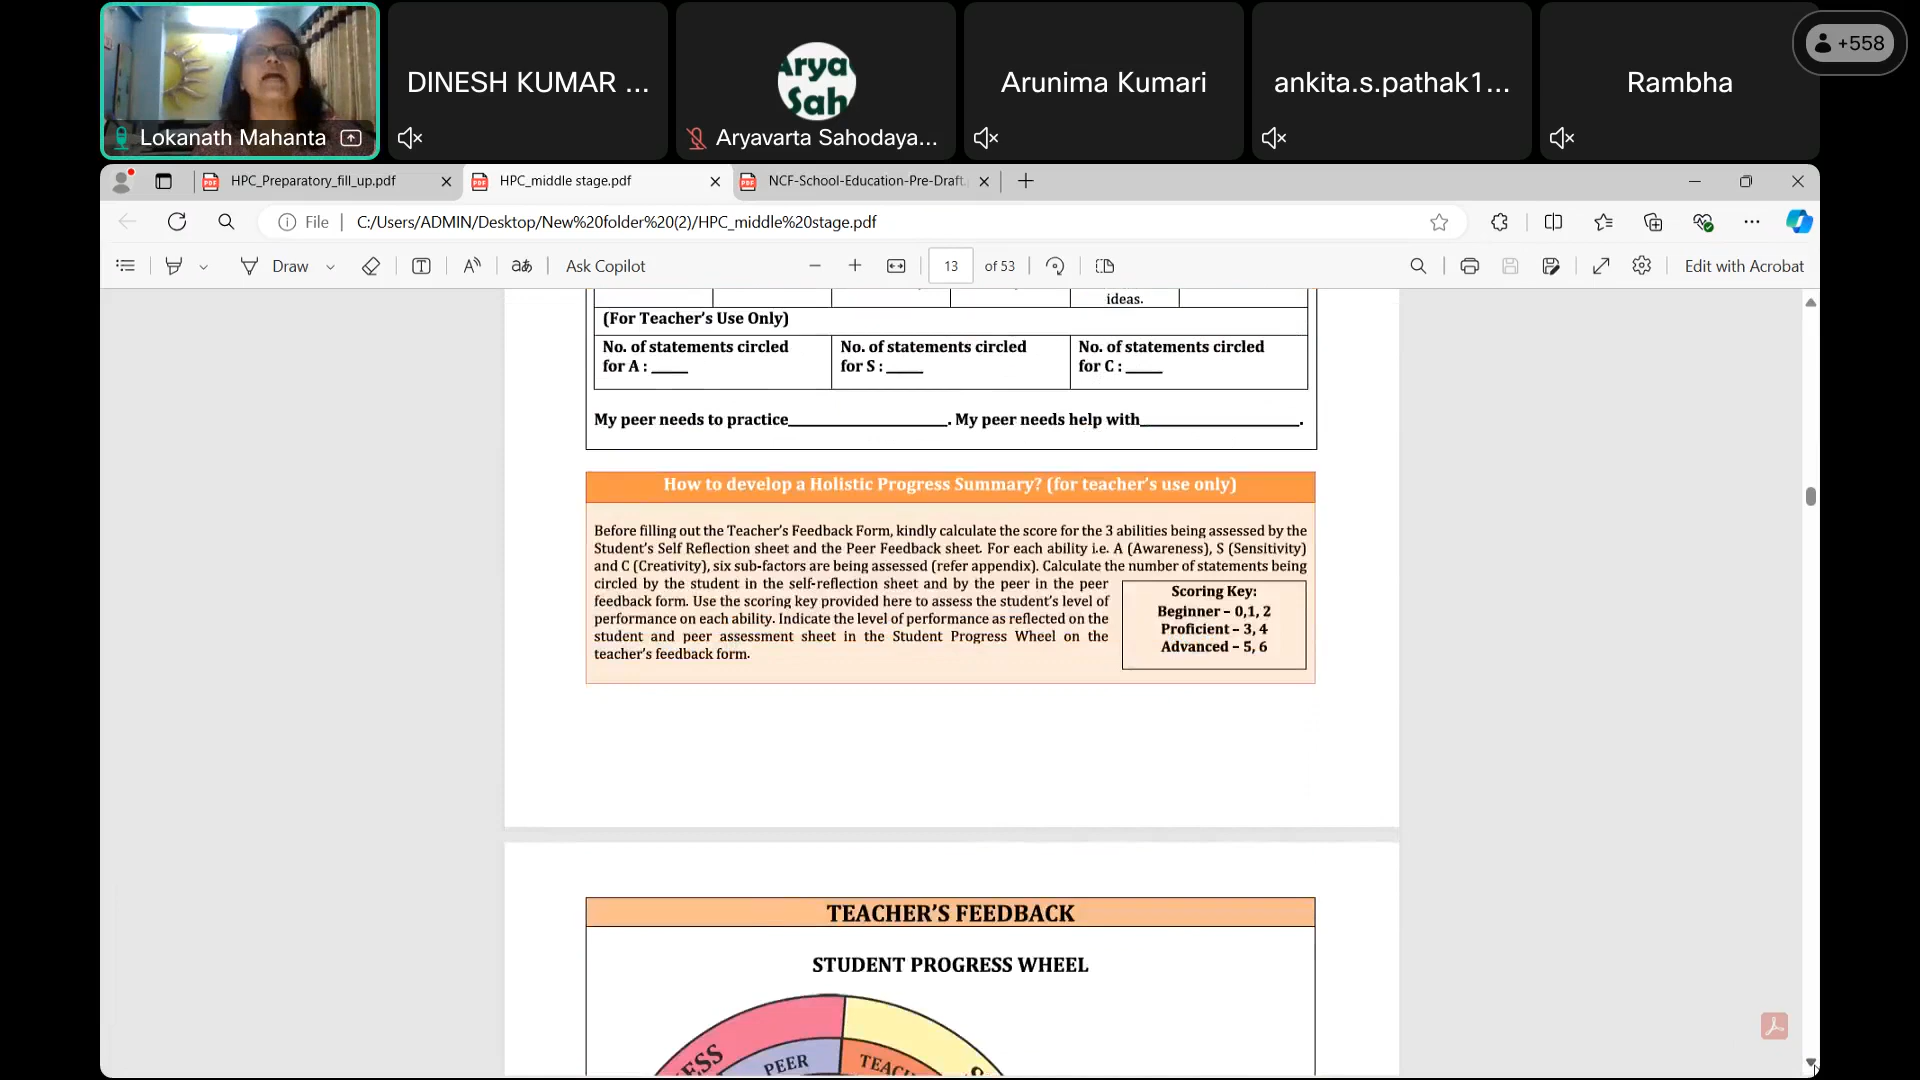 DINESH KUMAR ...
Arya
Sah
Arunima Kumari
ankita.s.pathak1...
Rambha
+558
Lokanath Mahanta
Aryavarta Sahodaya...
HPC_Preparatory_fill_up.pdf
HPC_middle stage.pdf
NCF-School-Education-Pre-Draft.
File
C:/Users/ADMIN/Desktop/New%20folder%20(2)/HPC_middle%20stage.pdf
Draw
Ask Copilot
13 of 53
Edit with Acrobat
ideas.
(For Teacher's Use Only)
No. of statements circled
for A : _____
No. of statements circled
for S : _____
No. of statements circled
for C : _____
My peer needs to practice____________________. My peer needs help with____________________.
How to develop a Holistic Progress Summary? (for teacher's use only)
Before filling out the Teacher's Feedback Form, kindly calculate the score for the 3 abilities being assessed by the
Student's Self Reflection sheet and the Peer Feedback sheet. For each ability i.e. A (Awareness), S (Sensitivity)
and C (Creativity), six sub-factors are being assessed (refer appendix). Calculate the number of statements being
circled by the student in the self-reflection sheet and by the peer in the peer
feedback form. Use the scoring key provided here to assess the student's level of
performance on each ability. Indicate the level of performance as reflected on the
student and peer assessment sheet in the Student Progress Wheel on the
teacher's feedback form.
Scoring Key:
Beginner – 0,1, 2
Proficient – 3, 4
Advanced – 5, 6
TEACHER'S FEEDBACK
STUDENT PROGRESS WHEEL
ESS
PEER
TEAC
S